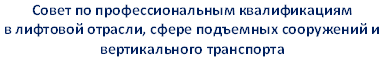 Совет по профессиональным квалификациям
в лифтовой отрасли, сфере подъемных сооружений и
вертикального транспорта